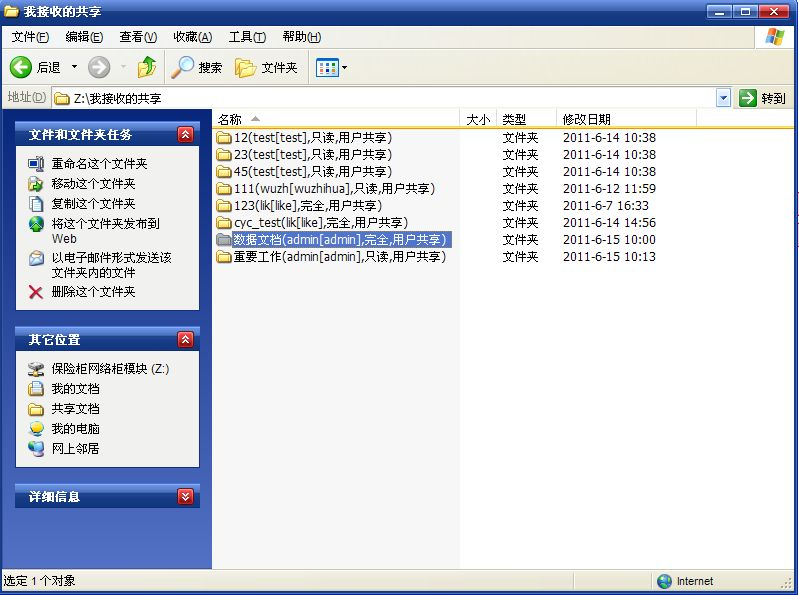 我接收的共享
文件(F) 编辑(E) 查看(V) 收藏(A) 工具(T) 帮助(H)
后退 搜索 文件夹
地址(D) Z:\我接收的共享 转到
文件和文件夹任务
重命名这个文件夹
移动这个文件夹
复制这个文件夹
将这个文件夹发布到
Web
以电子邮件形式发送该
文件夹内的文件
删除这个文件夹
其它位置
保险柜网络柜模块 (Z:)
我的文档
共享文档
我的电脑
网上邻居
详细信息
名称 大小 类型 修改日期
12(test[test],只读,用户共享) 文件夹 2011-6-14 10:38
23(test[test],只读,用户共享) 文件夹 2011-6-14 10:38
45(test[test],只读,用户共享) 文件夹 2011-6-14 10:38
111(wuzh[wuzhihua],只读,用户共享) 文件夹 2011-6-12 11:59
123(lik[like],完全,用户共享) 文件夹 2011-6-7 16:33
cyc_test(lik[like],完全,用户共享) 文件夹 2011-6-14 14:56
数据文档(admin[admin],完全,用户共享) 文件夹 2011-6-15 10:00
重要工作(admin[admin],只读,用户共享) 文件夹 2011-6-15 10:13
选定 1 个对象 Internet